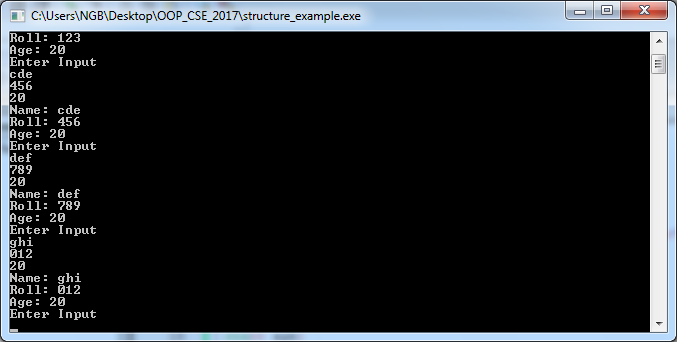 C:\Users\NGB\Desktop\OOP_CSE_2017\structure_example.exe
Roll: 123
Age: 20
Enter Input
cde
456
20
Name: cde
Roll: 456
Age: 20
Enter Input
def
789
20
Name: def
Roll: 789
Age: 20
Enter Input
ghi
012
20
Name: ghi
Roll: 012
Age: 20
Enter Input